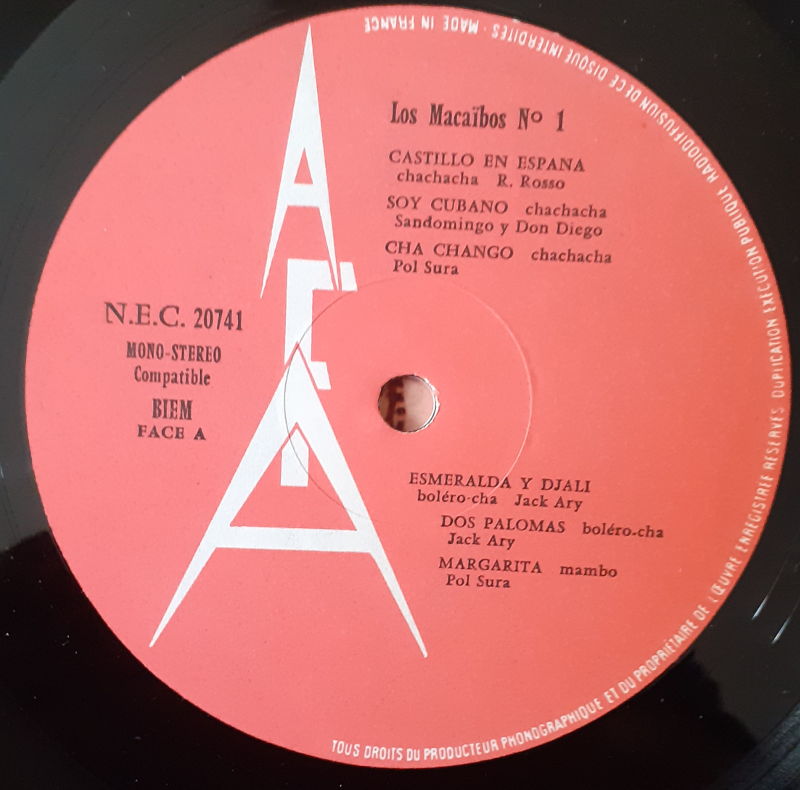 Los Macaïbos Nº 1
CASTILLO EN ESPANA
chachacha R. Rosso
SOY CUBANO chachacha
Sandomingo y Don Diego
CHA CHANGO chachacha
Pol Sura
A
E
A
N.E.C. 20741
MONO-STEREO
Compatible
BIEM
FACE A
ESMERALDA Y DJALI
boléro-cha Jack Ary
DOS PALOMAS boléro-cha
Jack Ary
MARGARITA mambo
Pol Sura
TOUS DROITS DU PRODUCTEUR PHONOGRAPHIQUE ET DU PROPRIÉTAIRE DE L'ŒUVRE ENREGISTRÉE RÉSERVÉS DUPLICATION EXÉCUTION PUBLIQUE RADIODIFFUSION DE CE DISQUE INTERDITES · MADE IN FRANCE